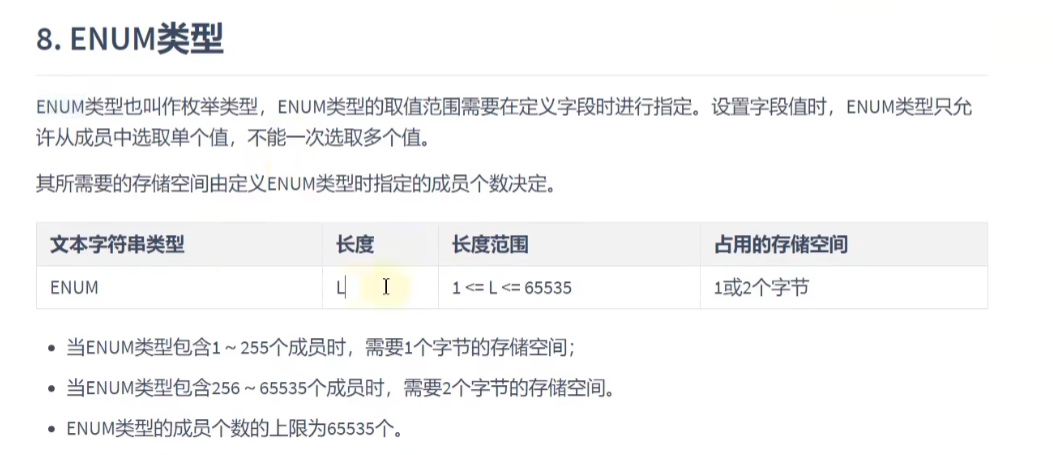 8. ENUM类型
ENUM类型也叫作枚举类型，ENUM类型的取值范围需要在定义字段时进行指定。设置字段值时，ENUM类型只允
许从成员中选取单个值，不能一次选取多个值。
其所需要的存储空间由定义ENUM类型时指定的成员个数决定。
文本字符串类型 长度 长度范围 占用的存储空间
ENUM L 1 <= L <= 65535 1或2个字节
• 当ENUM类型包含1～255个成员时，需要1个字节的存储空间；
• 当ENUM类型包含256～65535个成员时，需要2个字节的存储空间。
• ENUM类型的成员个数的上限为65535个。